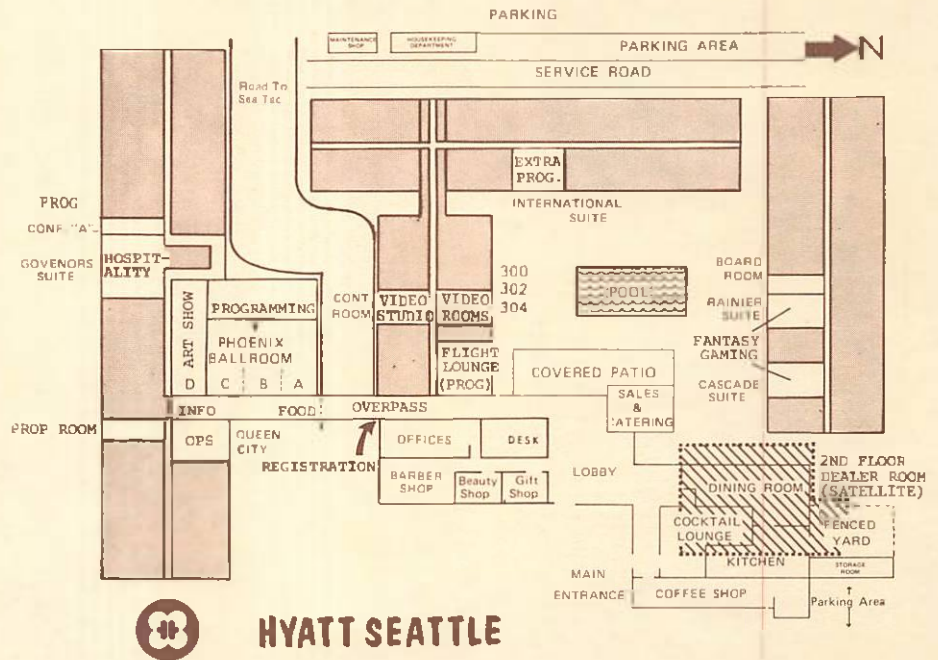 PARKING
MAINTENANCE
SHOP
HOUSEKEEPING
DEPARTMENT
PARKING AREA
N
SERVICE ROAD
Road To
Sea Tac
EXTRA
PROG.
INTERNATIONAL
SUITE
PROG
CONF "A"
GOVENORS
SUITE
HOSPIT-
ALITY
ART SHOW
D
PROGRAMMING
PHOENIX
BALLROOM
C B A
CONT
ROOM
VIDEO
STUDIO
VIDEO
ROOMS
300
302
304
POOL
BOARD
ROOM
RAINIER
SUITE
FANTASY
GAMING
CASCADE
SUITE
FLIGHT
LOUNGE
(PROG)
COVERED PATIO
SALES
&
CATERING
INFO
FOOD
OVERPASS
PROP ROOM
OPS
QUEEN
CITY
REGISTRATION
OFFICES
DESK
BARBER
SHOP
Beauty
Shop
Gift
Shop
LOBBY
DINING ROOM
2ND FLOOR
DEALER ROOM
(SATELLITE)
COCKTAIL
LOUNGE
FENCED
YARD
KITCHEN
STORAGE
ROOM
MAIN
ENTRANCE
COFFEE SHOP
Parking Area
HYATT SEATTLE